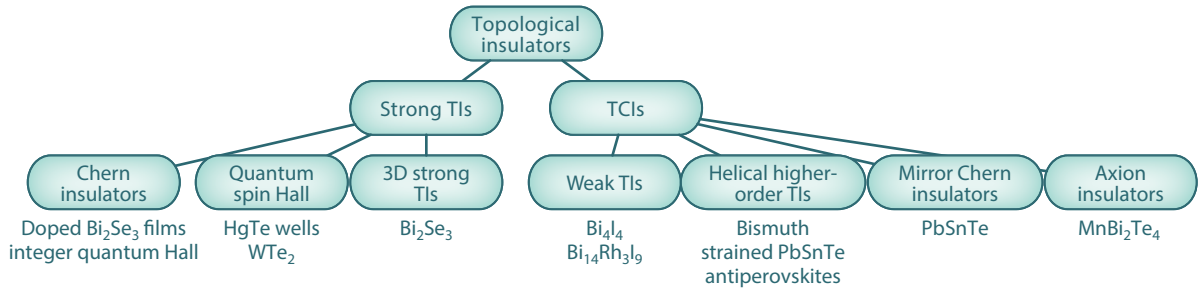 Topological
insulators
Strong TIs
TCIs
Chern
insulators
Quantum
spin Hall
3D strong
TIs
Weak TIs
Helical higher-
order TIs
Mirror Chern
insulators
Axion
insulators
Doped Bi₂Se₃ films
integer quantum Hall
HgTe wells
WTe₂
Bi₂Se₃
Bi₄I₄
Bi₁₄Rh₃I₉
Bismuth
strained PbSnTe
antiperovskites
PbSnTe
MnBi₂Te₄